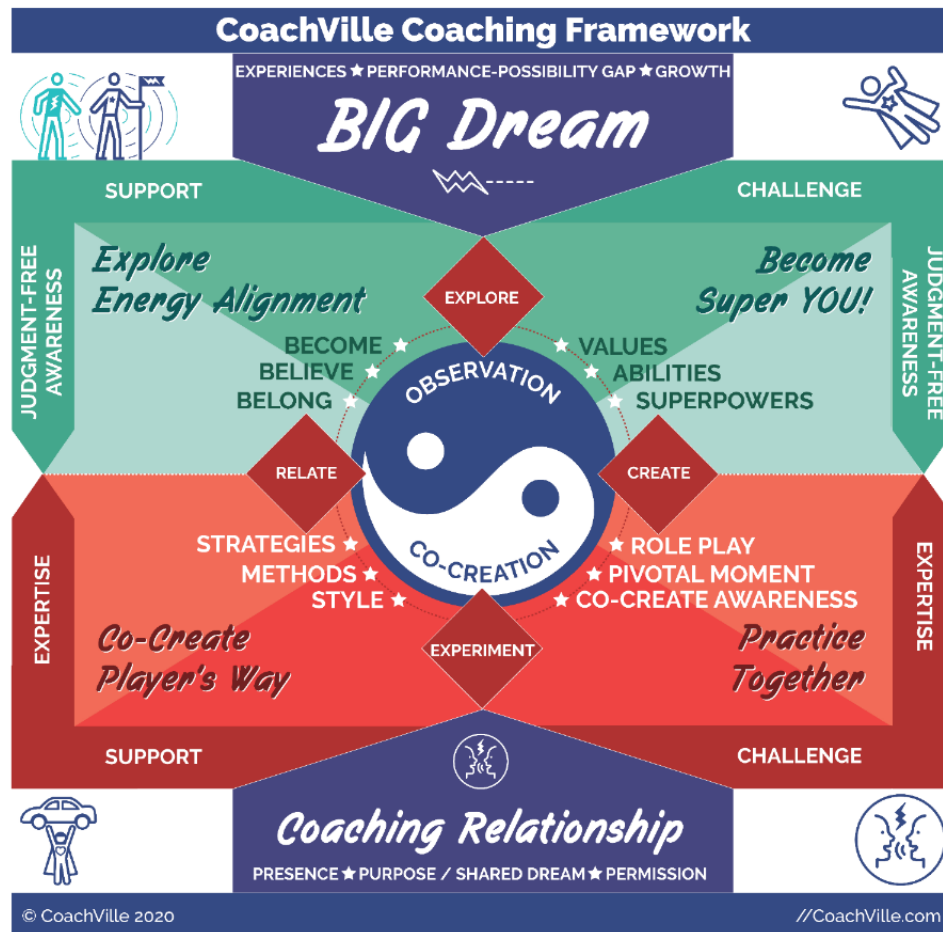 CoachVille Coaching Framework
EXPERIENCES ★ PERFORMANCE-POSSIBILITY GAP ★ GROWTH
BIG Dream
SUPPORT
CHALLENGE
JUDGMENT-FREE
AWARENESS
Explore
Energy Alignment
EXPLORE
Become
Super YOU!
JUDGMENT-FREE
AWARENESS
BECOME ★
BELIEVE ★
BELONG ★
OBSERVATION
★ VALUES
★ ABILITIES
★ SUPERPOWERS
RELATE
CREATE
STRATEGIES ★
METHODS ★
STYLE ★
CO-CREATION
★ ROLE PLAY
★ PIVOTAL MOMENT
★ CO-CREATE AWARENESS
EXPERTISE
Co-Create
Player's Way
EXPERIMENT
Practice
Together
EXPERTISE
SUPPORT
CHALLENGE
Coaching Relationship
PRESENCE ★ PURPOSE / SHARED DREAM ★ PERMISSION
© CoachVille 2020
//CoachVille.com